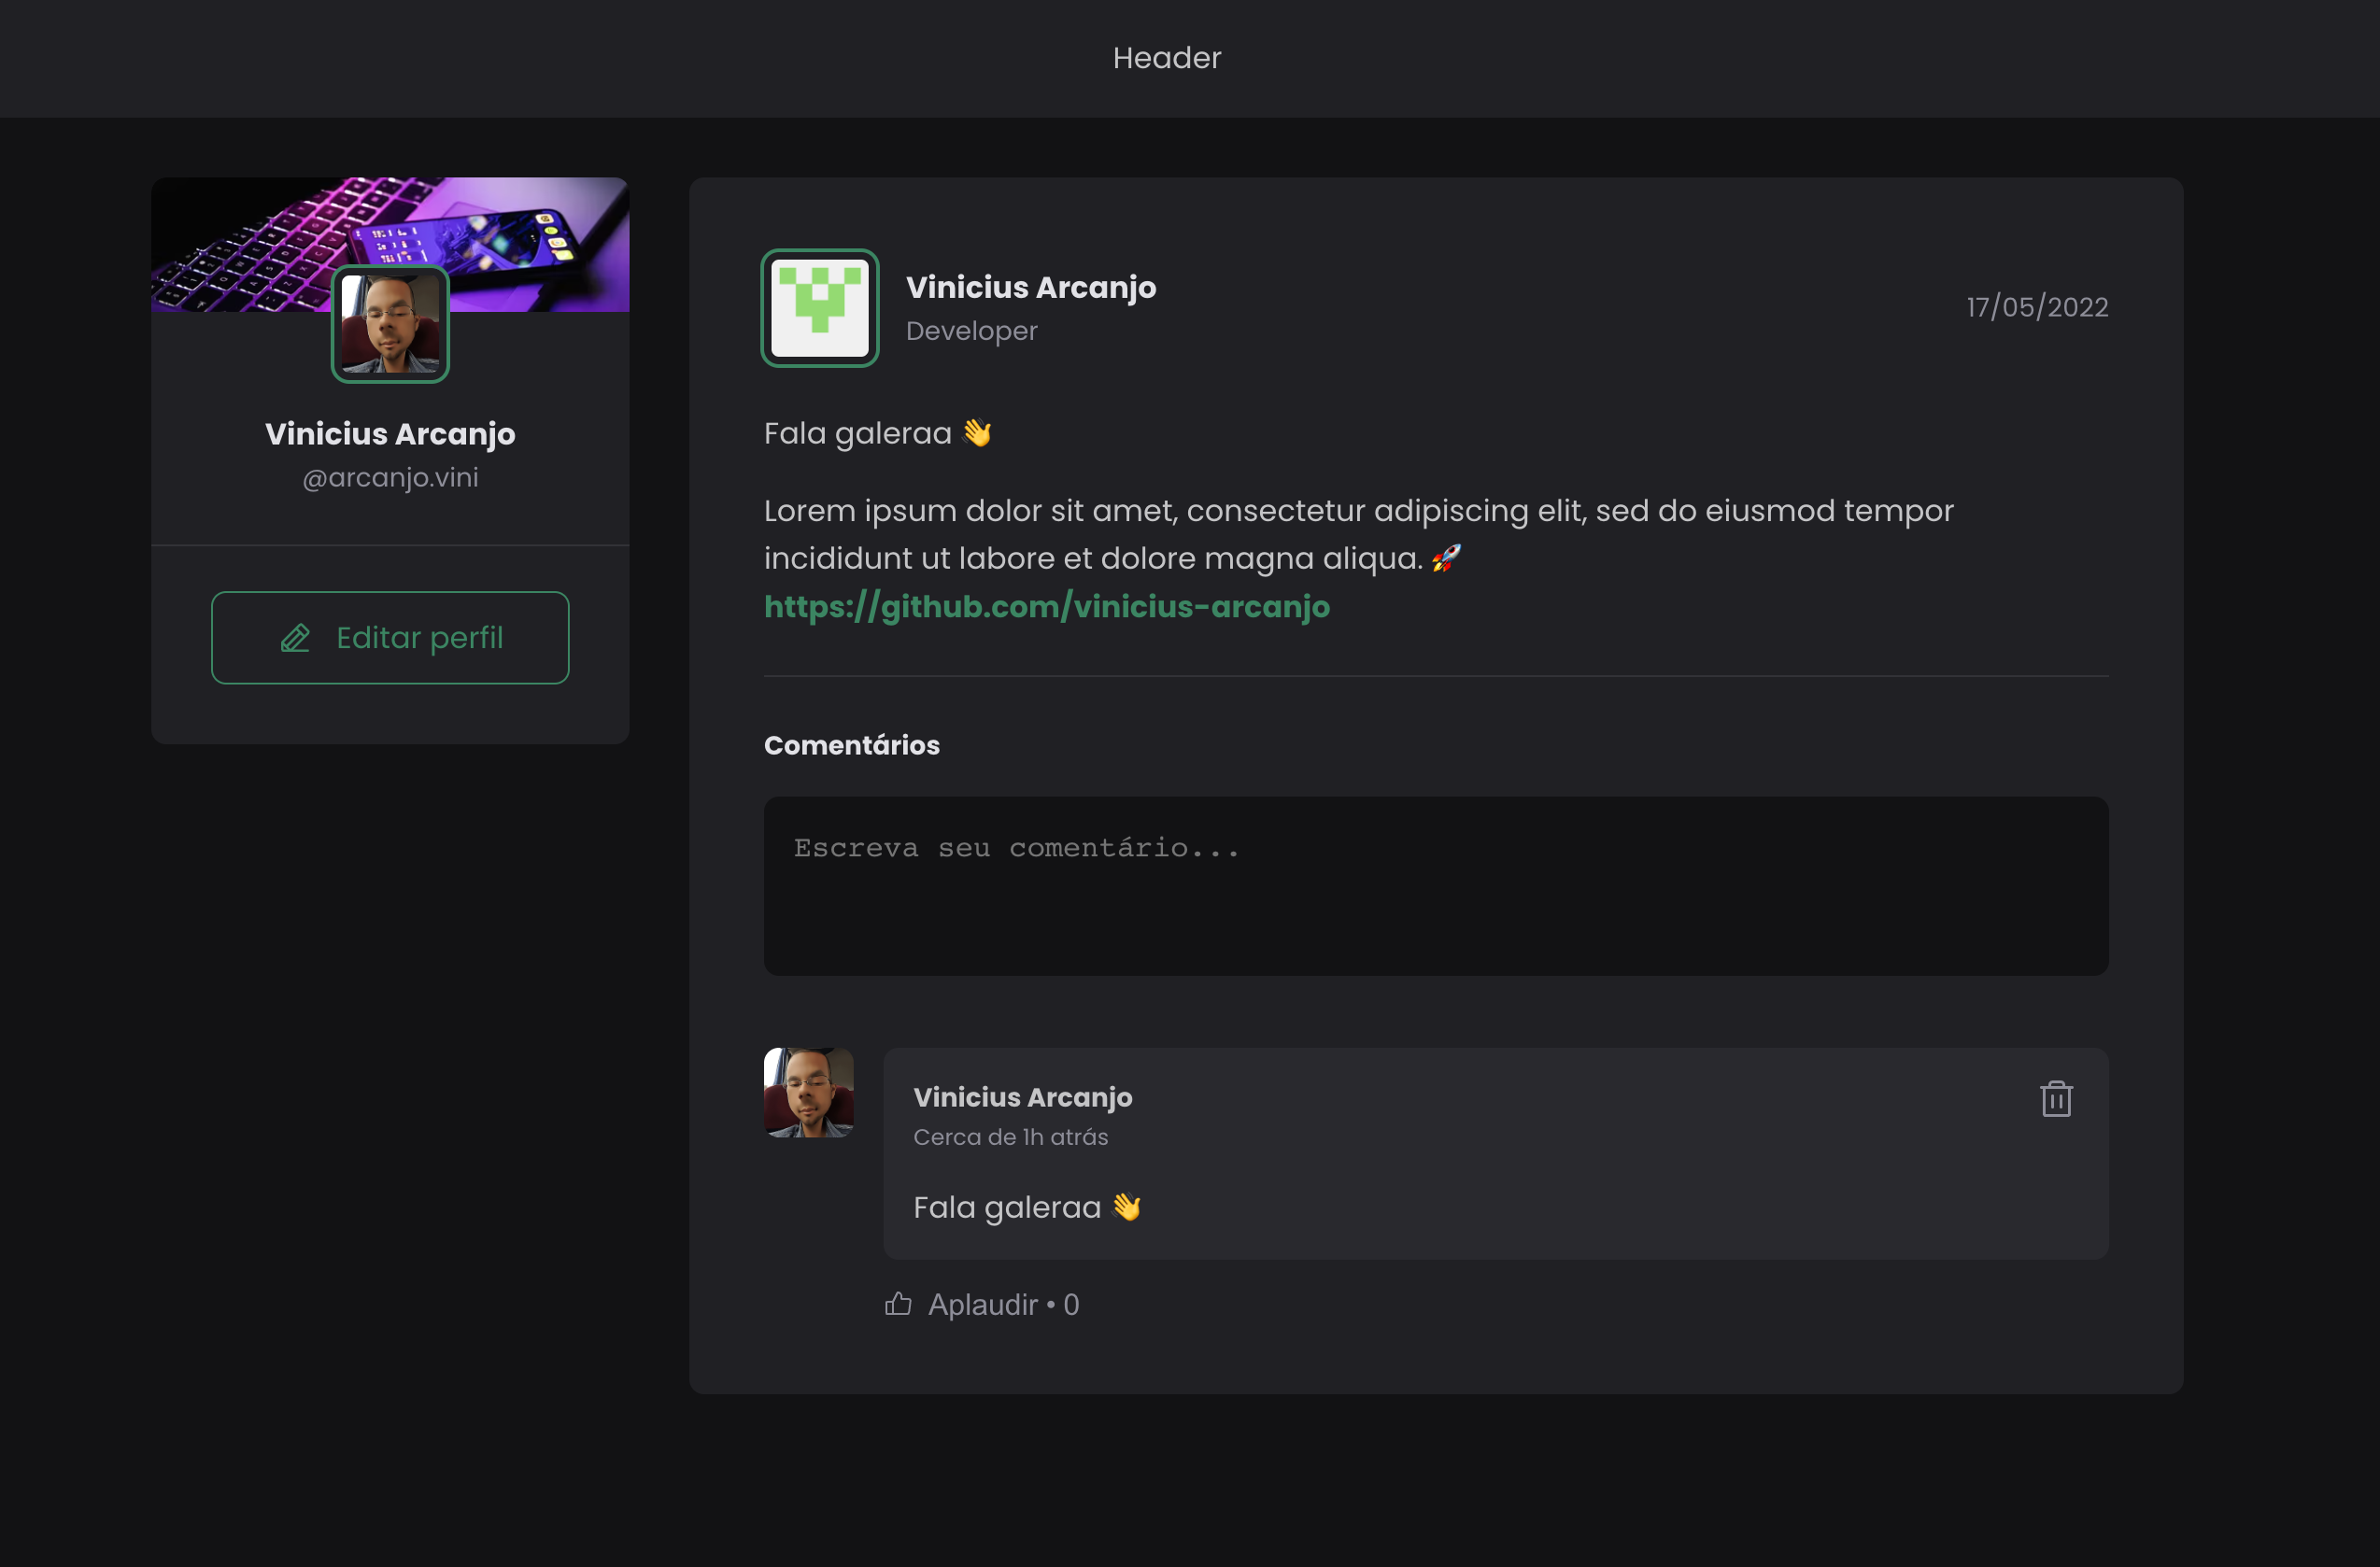 Header
Vinicius Arcanjo
@arcanjo.vini
Editar perfil
Vinicius Arcanjo
Developer
17/05/2022
Fala galeraa 👋
Lorem ipsum dolor sit amet, consectetur adipiscing elit, sed do eiusmod tempor
incididunt ut labore et dolore magna aliqua. 🚀
https://github.com/vinicius-arcanjo
Comentários
Escreva seu comentário...
Vinicius Arcanjo
Cerca de 1h atrás
Fala galeraa 👋
Aplaudir • 0